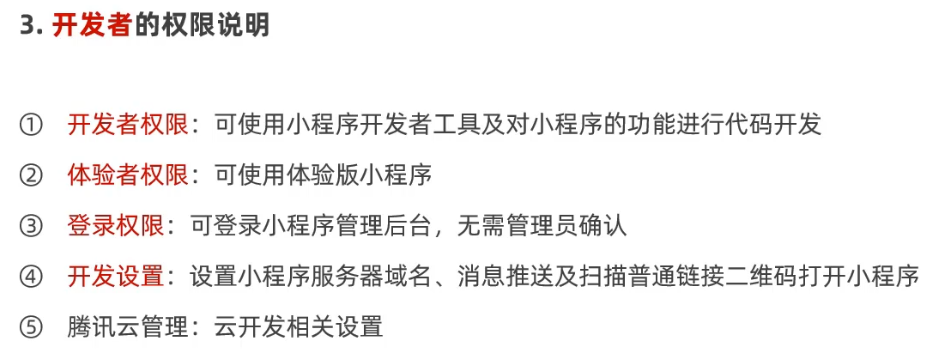 3. 开发者的权限说明
① 开发者权限：可使用小程序开发者工具及对小程序的功能进行代码开发
② 体验者权限：可使用体验版小程序
③ 登录权限：可登录小程序管理后台，无需管理员确认
④ 开发设置：设置小程序服务器域名、消息推送及扫描普通链接二维码打开小程序
⑤ 腾讯云管理：云开发相关设置